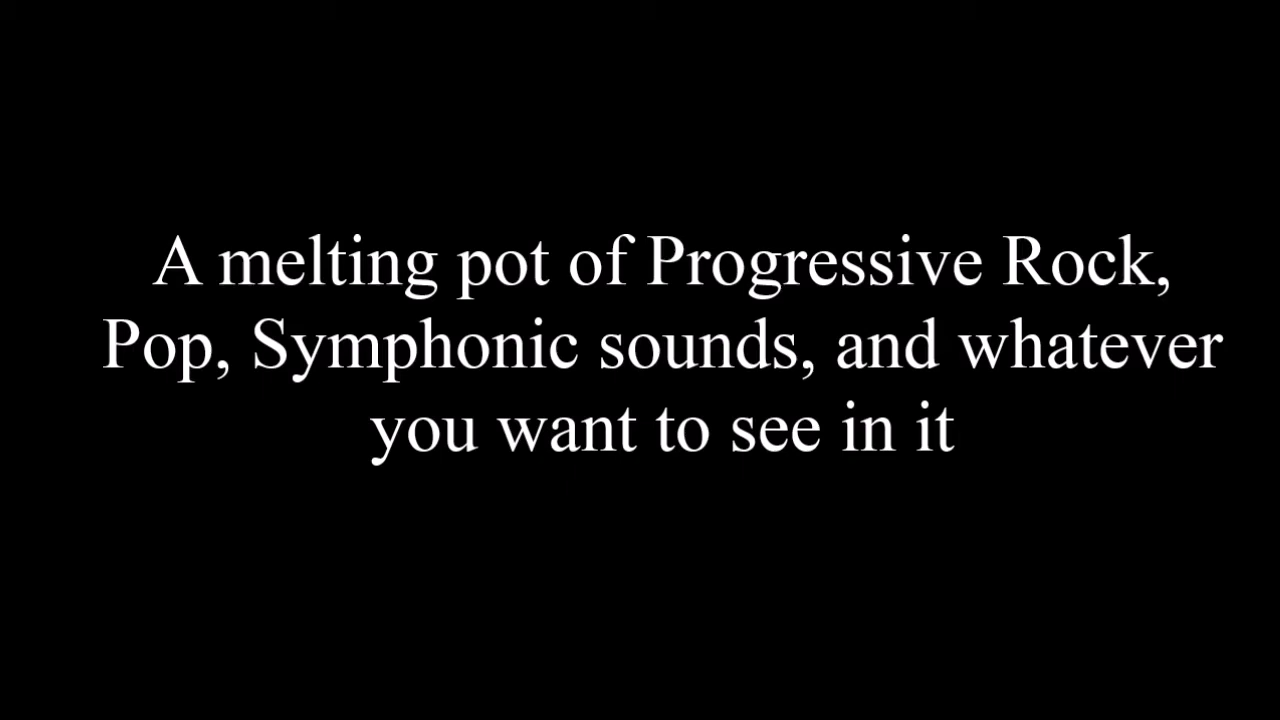 A melting pot of Progressive Rock,
Pop, Symphonic sounds, and whatever
you want to see in it